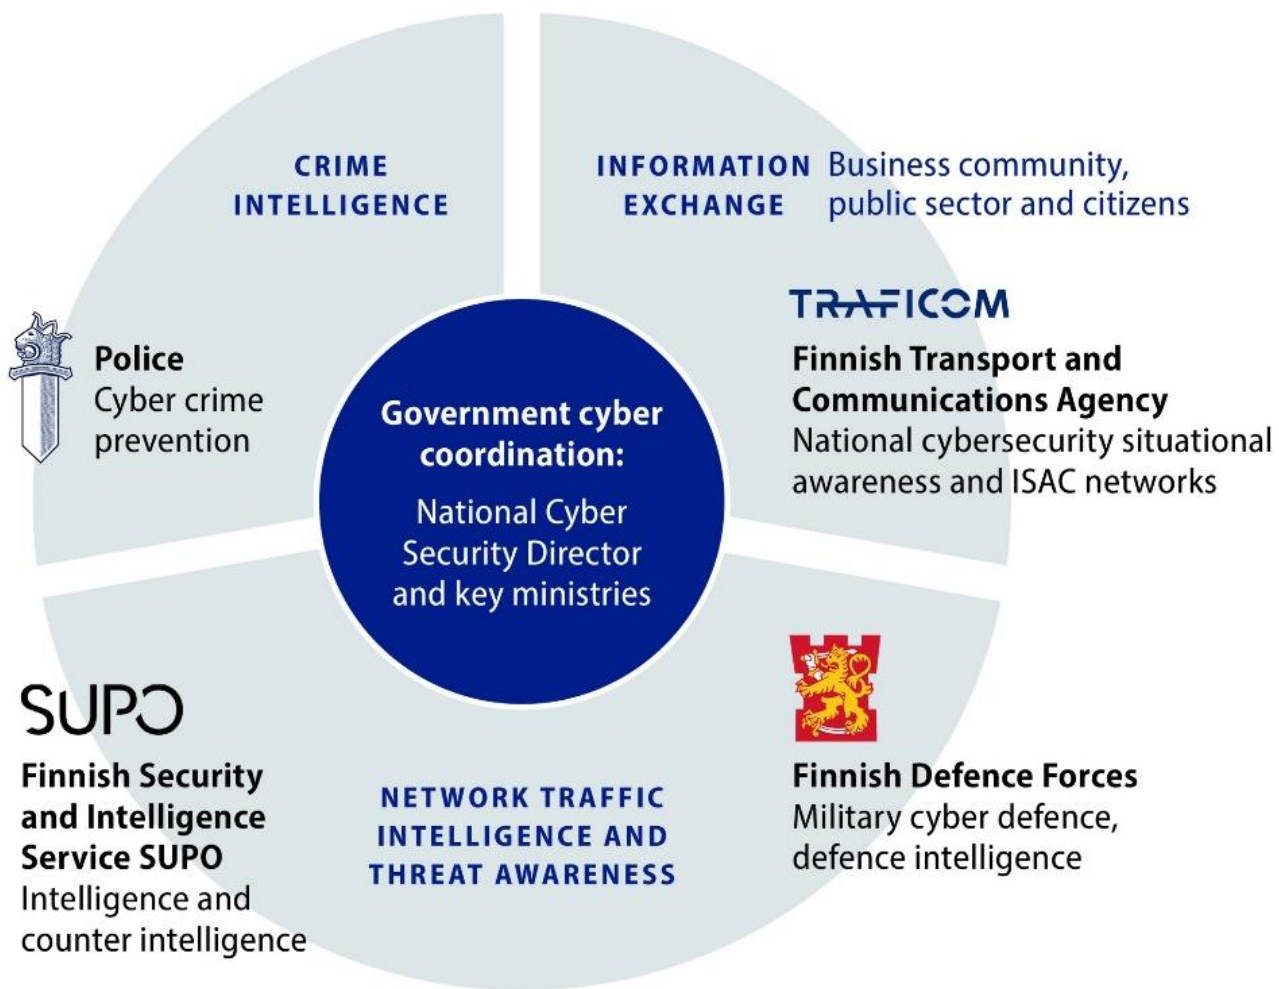 CRIME
INTELLIGENCE
INFORMATION
EXCHANGE
Business community,
public sector and citizens
Police
Cyber crime
prevention
TRAFICOM
Finnish Transport and
Communications Agency
National cybersecurity situational
awareness and ISAC networks
Government cyber
coordination:
National Cyber
Security Director
and key ministries
SUPO
Finnish Security
and Intelligence
Service SUPO
Intelligence and
counter intelligence
NETWORK TRAFFIC
INTELLIGENCE AND
THREAT AWARENESS
Finnish Defence Forces
Military cyber defence,
defence intelligence